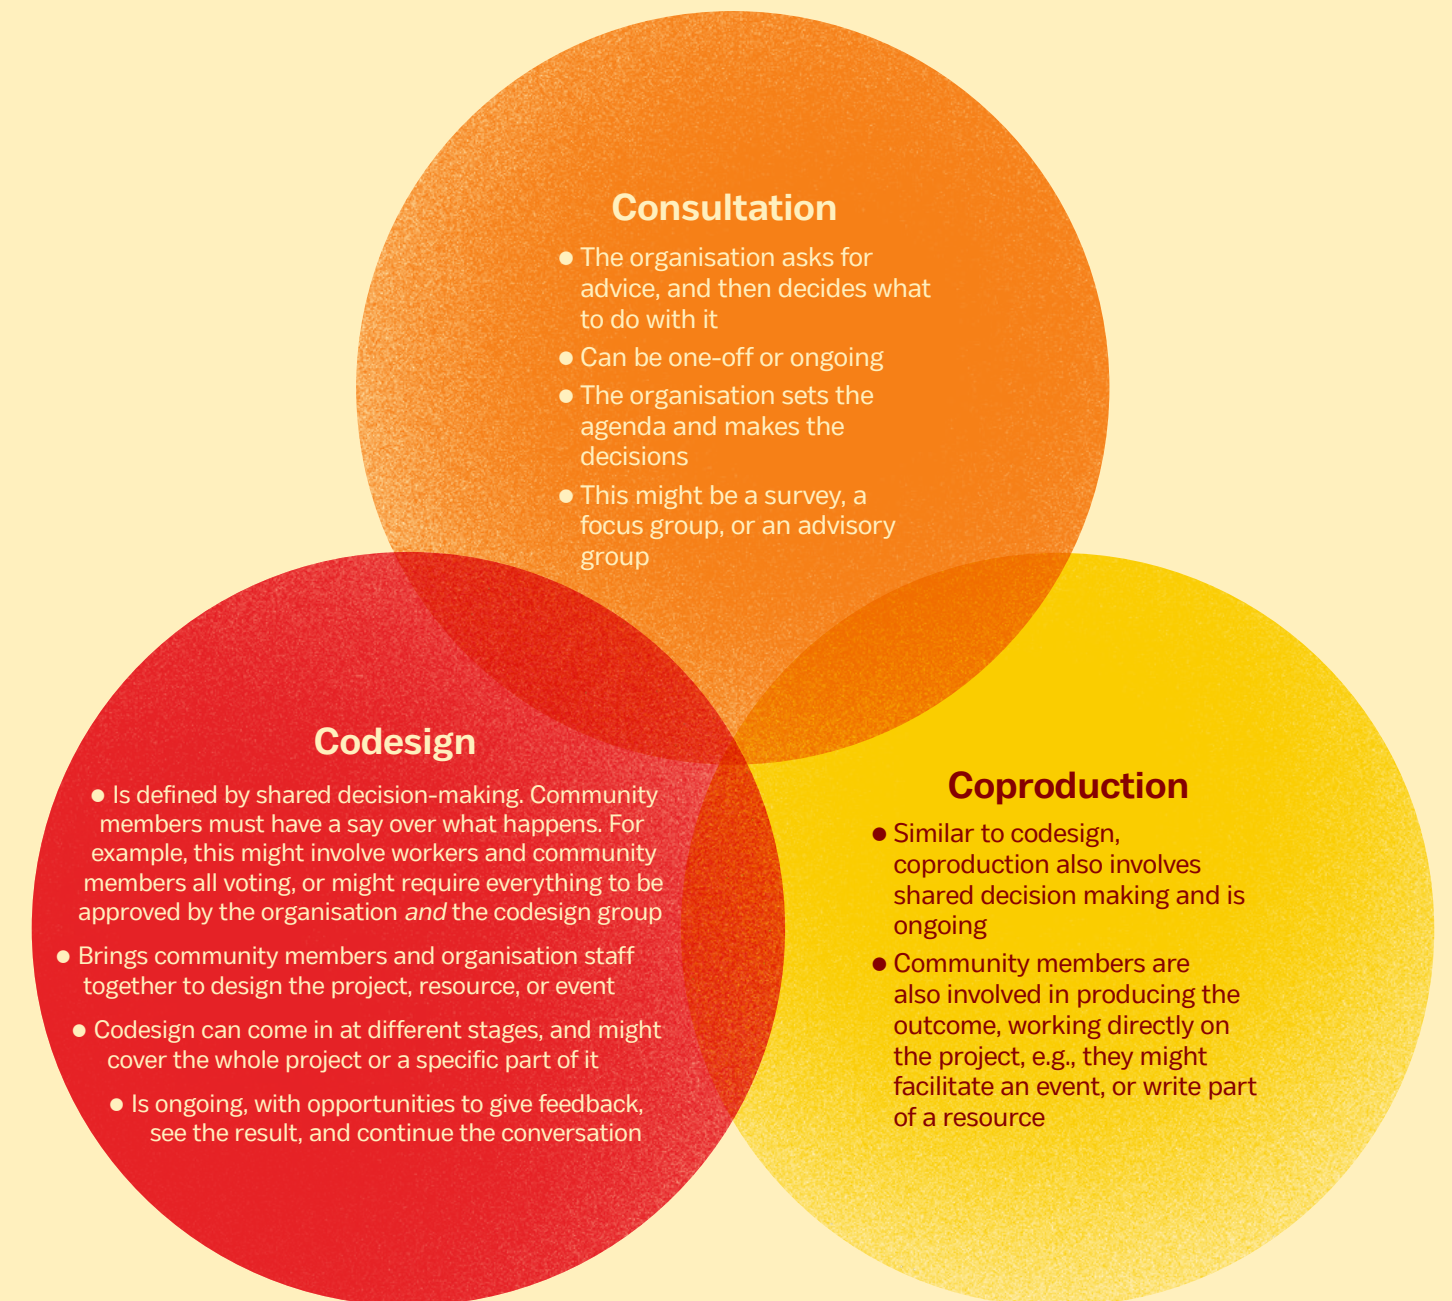 Consultation
● The organisation asks for
advice, and then decides what
to do with it
● Can be one-off or ongoing
● The organisation sets the
agenda and makes the
decisions
● This might be a survey, a
focus group, or an advisory
group
Codesign
● Is defined by shared decision-making. Community
members must have a say over what happens. For
example, this might involve workers and community
members all voting, or might require everything to be
approved by the organisation and the codesign group
● Brings community members and organisation staff
together to design the project, resource, or event
● Codesign can come in at different stages, and might
cover the whole project or a specific part of it
● Is ongoing, with opportunities to give feedback,
see the result, and continue the conversation
Coproduction
● Similar to codesign,
coproduction also involves
shared decision making and is
ongoing
● Community members are
also involved in producing the
outcome, working directly on
the project, e.g., they might
facilitate an event, or write part
of a resource